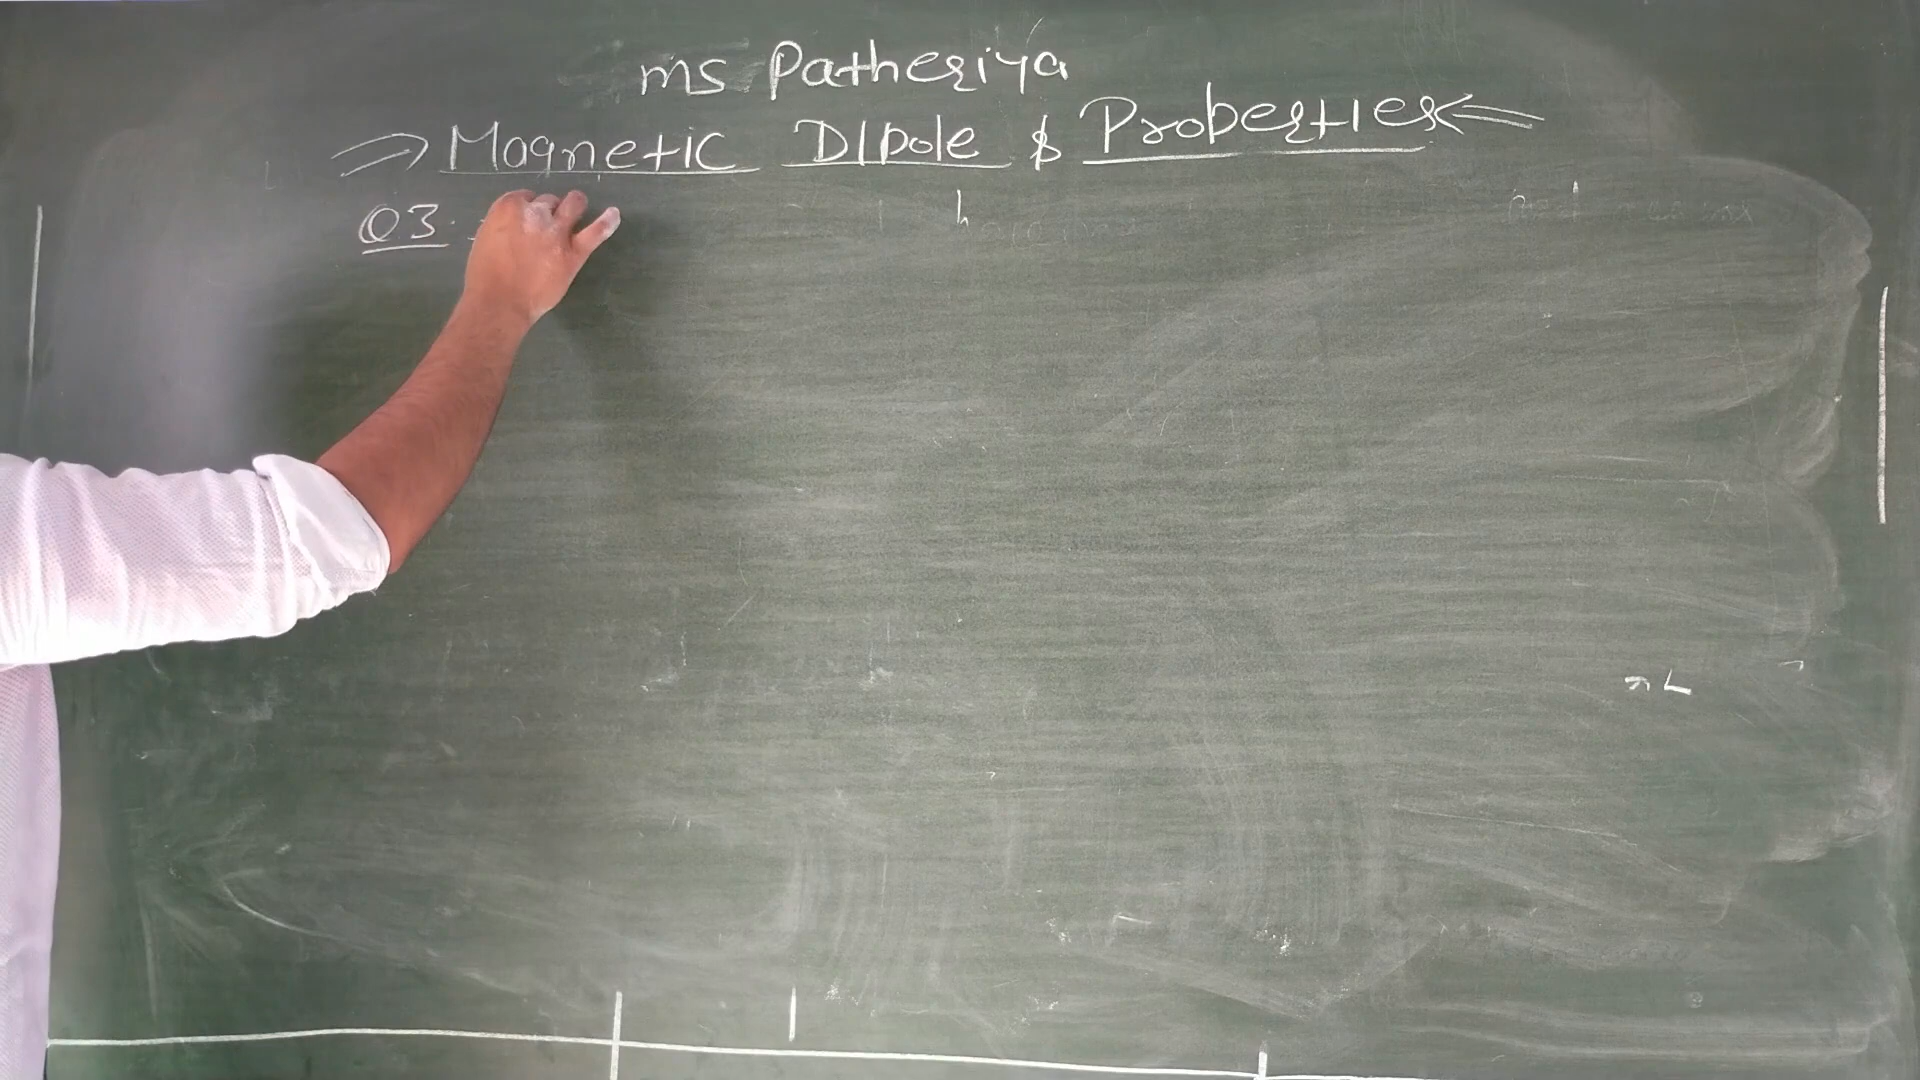 ms Patheriya
⇒ Magnetic Dipole & Properties ⇐
Q3.